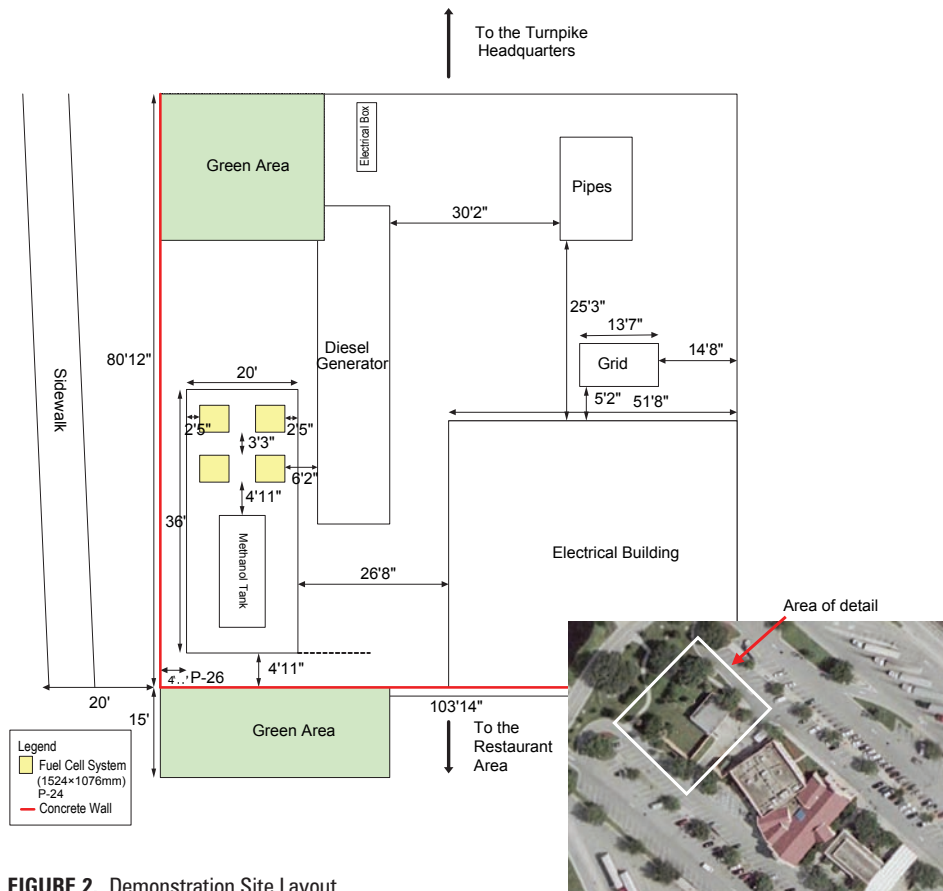 To the Turnpike
Headquarters
Green Area
Electrical Box
Pipes
30'2"
25'3"
13'7"
Grid
14'8"
5'2"
51'8"
80'12"
Sidewalk
Diesel
Generator
20'
2'5"
2'5"
3'3"
6'2"
4'11"
36'
Methanol Tank
26'8"
Electrical Building
Area of detail
4'11"
P-26
20'
15'
103'14"
Green Area
To the
Restaurant
Area
Legend
Fuel Cell System
(1524×1076mm)
P-24
Concrete Wall
FIGURE 2. Demonstration Site Layout